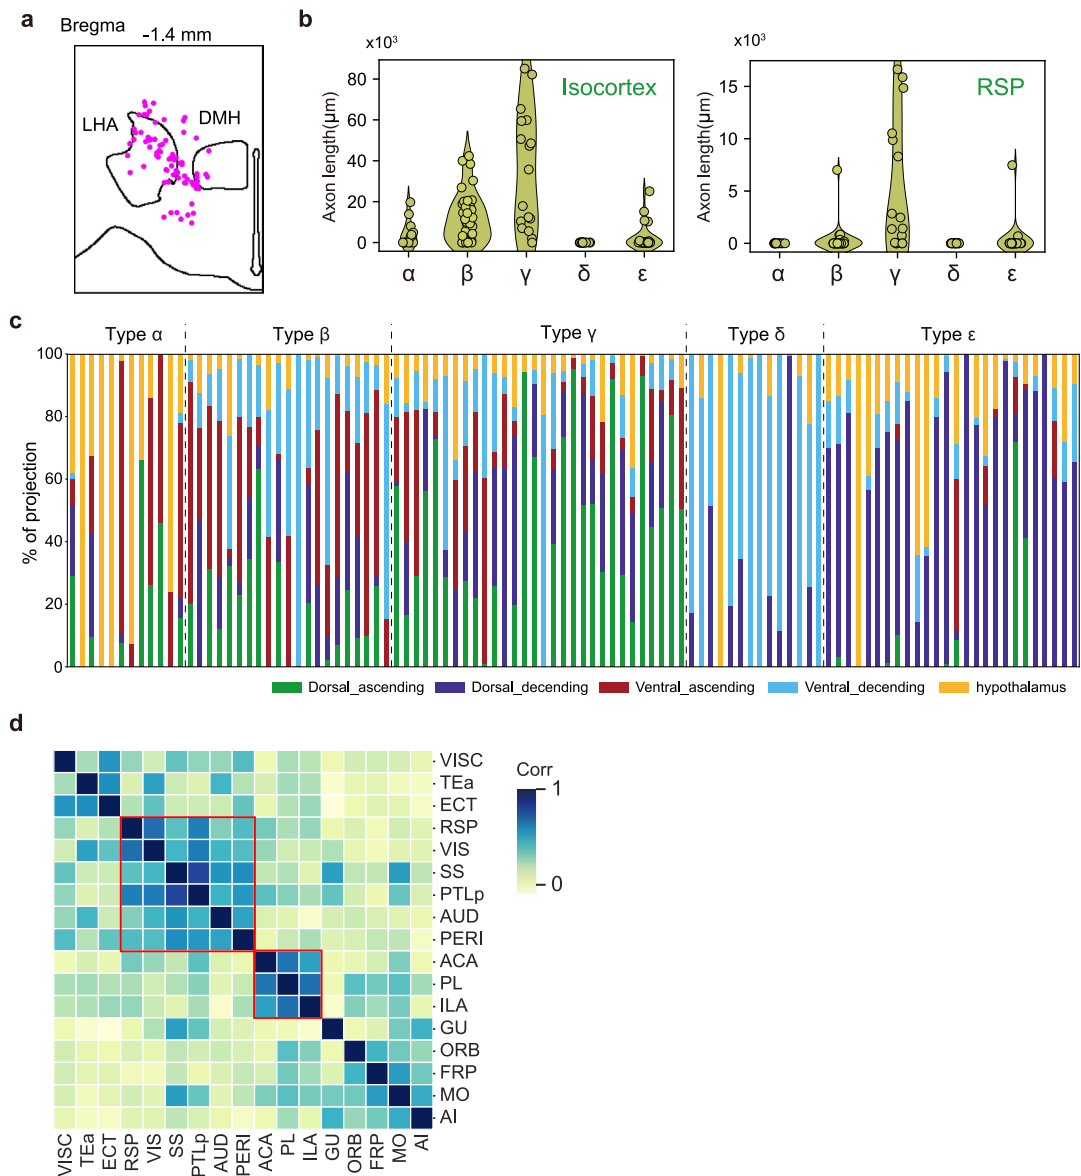 a
Bregma
-1.4 mm
LHA
DMH
b
x10³
Axon length(μm)
80
60
40
20
0
Isocortex
α
β
γ
δ
ε
x10³
Axon length(μm)
15
10
5
0
RSP
α
β
γ
δ
ε
c
Type α
Type β
Type γ
Type δ
Type ε
% of projection
100
80
60
40
20
0
Dorsal_ascending
Dorsal_decending
Ventral_ascending
Ventral_decending
hypothalamus
d
VISC
TEa
ECT
RSP
VIS
SS
PTLp
AUD
PERI
ACA
PL
ILA
GU
ORB
FRP
MO
AI
Corr
1
0
VISC
TEa
ECT
RSP
VIS
SS
PTLp
AUD
PERI
ACA
PL
ILA
GU
ORB
FRP
MO
AI